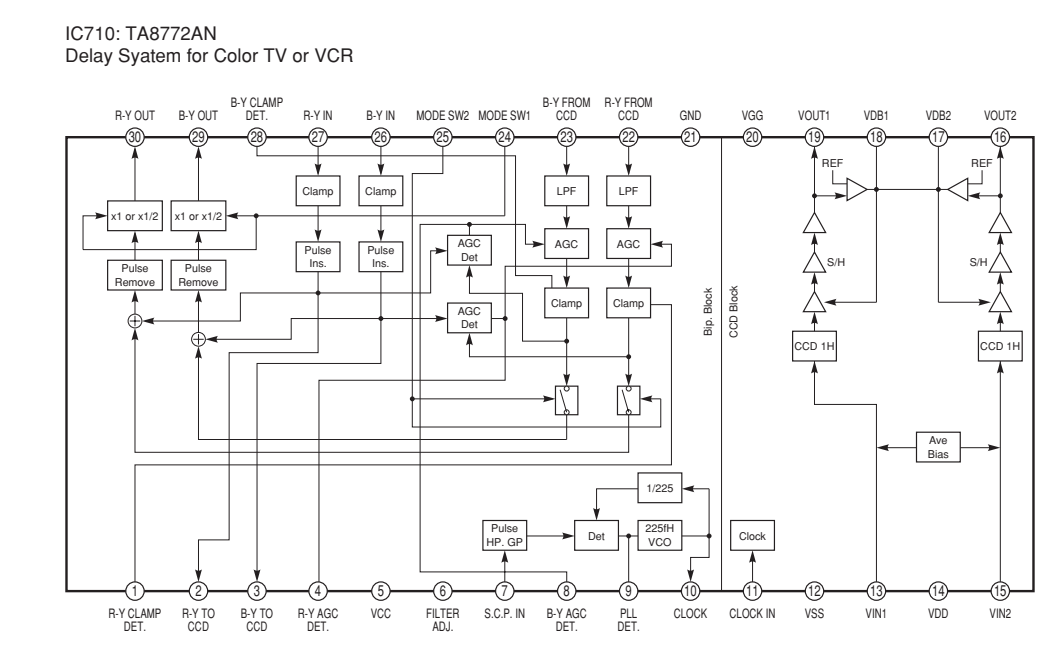 IC710: TA8772AN
Delay Syatem for Color TV or VCR
R-Y OUT
B-Y OUT
B-Y CLAMP
DET.
R-Y IN
B-Y IN
MODE SW2
MODE SW1
B-Y FROM
CCD
R-Y FROM
CCD
GND
VGG
VOUT1
VDB1
VDB2
VOUT2
30
29
28
27
26
25
24
23
22
21
20
19
18
17
16
REF
REF
Clamp
Clamp
LPF
LPF
x1 or x1/2
x1 or x1/2
AGC
Det
AGC
AGC
Pulse
Ins.
Pulse
Ins.
Pulse
Remove
Pulse
Remove
S/H
S/H
Clamp
Clamp
AGC
Det
Bip. Block
CCD Block
CCD 1H
CCD 1H
Ave
Bias
1/225
Pulse
HP. GP
Det
225fH
VCO
Clock
1
2
3
4
5
6
7
8
9
10
11
12
13
14
15
R-Y CLAMP
DET.
R-Y TO
CCD
B-Y TO
CCD
R-Y AGC
DET.
VCC
FILTER
ADJ.
S.C.P. IN
B-Y AGC
DET.
PLL
DET.
CLOCK
CLOCK IN
VSS
VIN1
VDD
VIN2